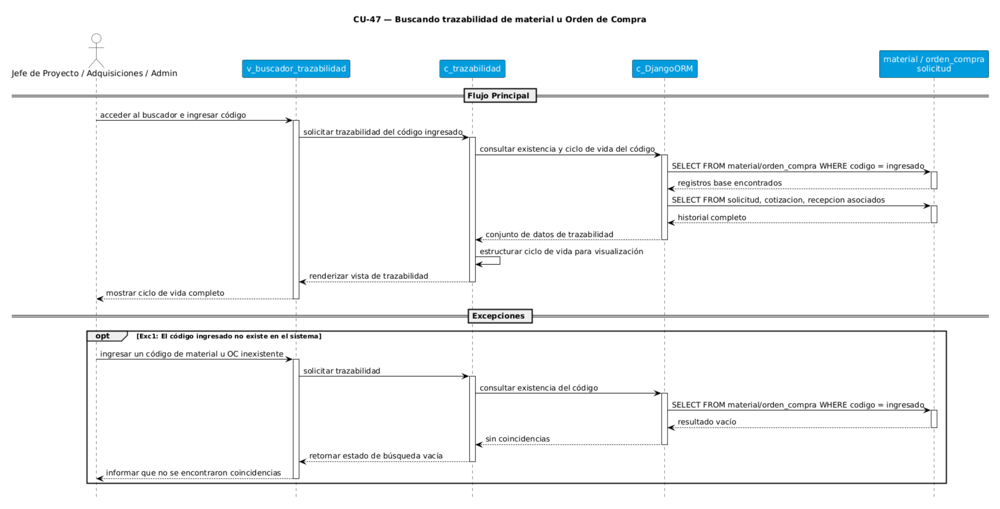 CU-47 — Buscando trazabilidad de material u Orden de Compra
Jefe de Proyecto / Adquisiciones / Admin
v_buscador_trazabilidad
c_trazabilidad
c_DjangoORM
material / orden_compra
solicitud
Flujo Principal
acceder al buscador e ingresar código
solicitar trazabilidad del código ingresado
consultar existencia y ciclo de vida del código
SELECT FROM material/orden_compra WHERE codigo = ingresado
registros base encontrados
SELECT FROM solicitud, cotizacion, recepcion asociados
historial completo
conjunto de datos de trazabilidad
estructurar ciclo de vida para visualización
renderizar vista de trazabilidad
mostrar ciclo de vida completo
Excepciones
opt [Exc1: El código ingresado no existe en el sistema]
ingresar un código de material u OC inexistente
solicitar trazabilidad
consultar existencia del código
SELECT FROM material/orden_compra WHERE codigo = ingresado
resultado vacío
sin coincidencias
retornar estado de búsqueda vacía
informar que no se encontraron coincidencias